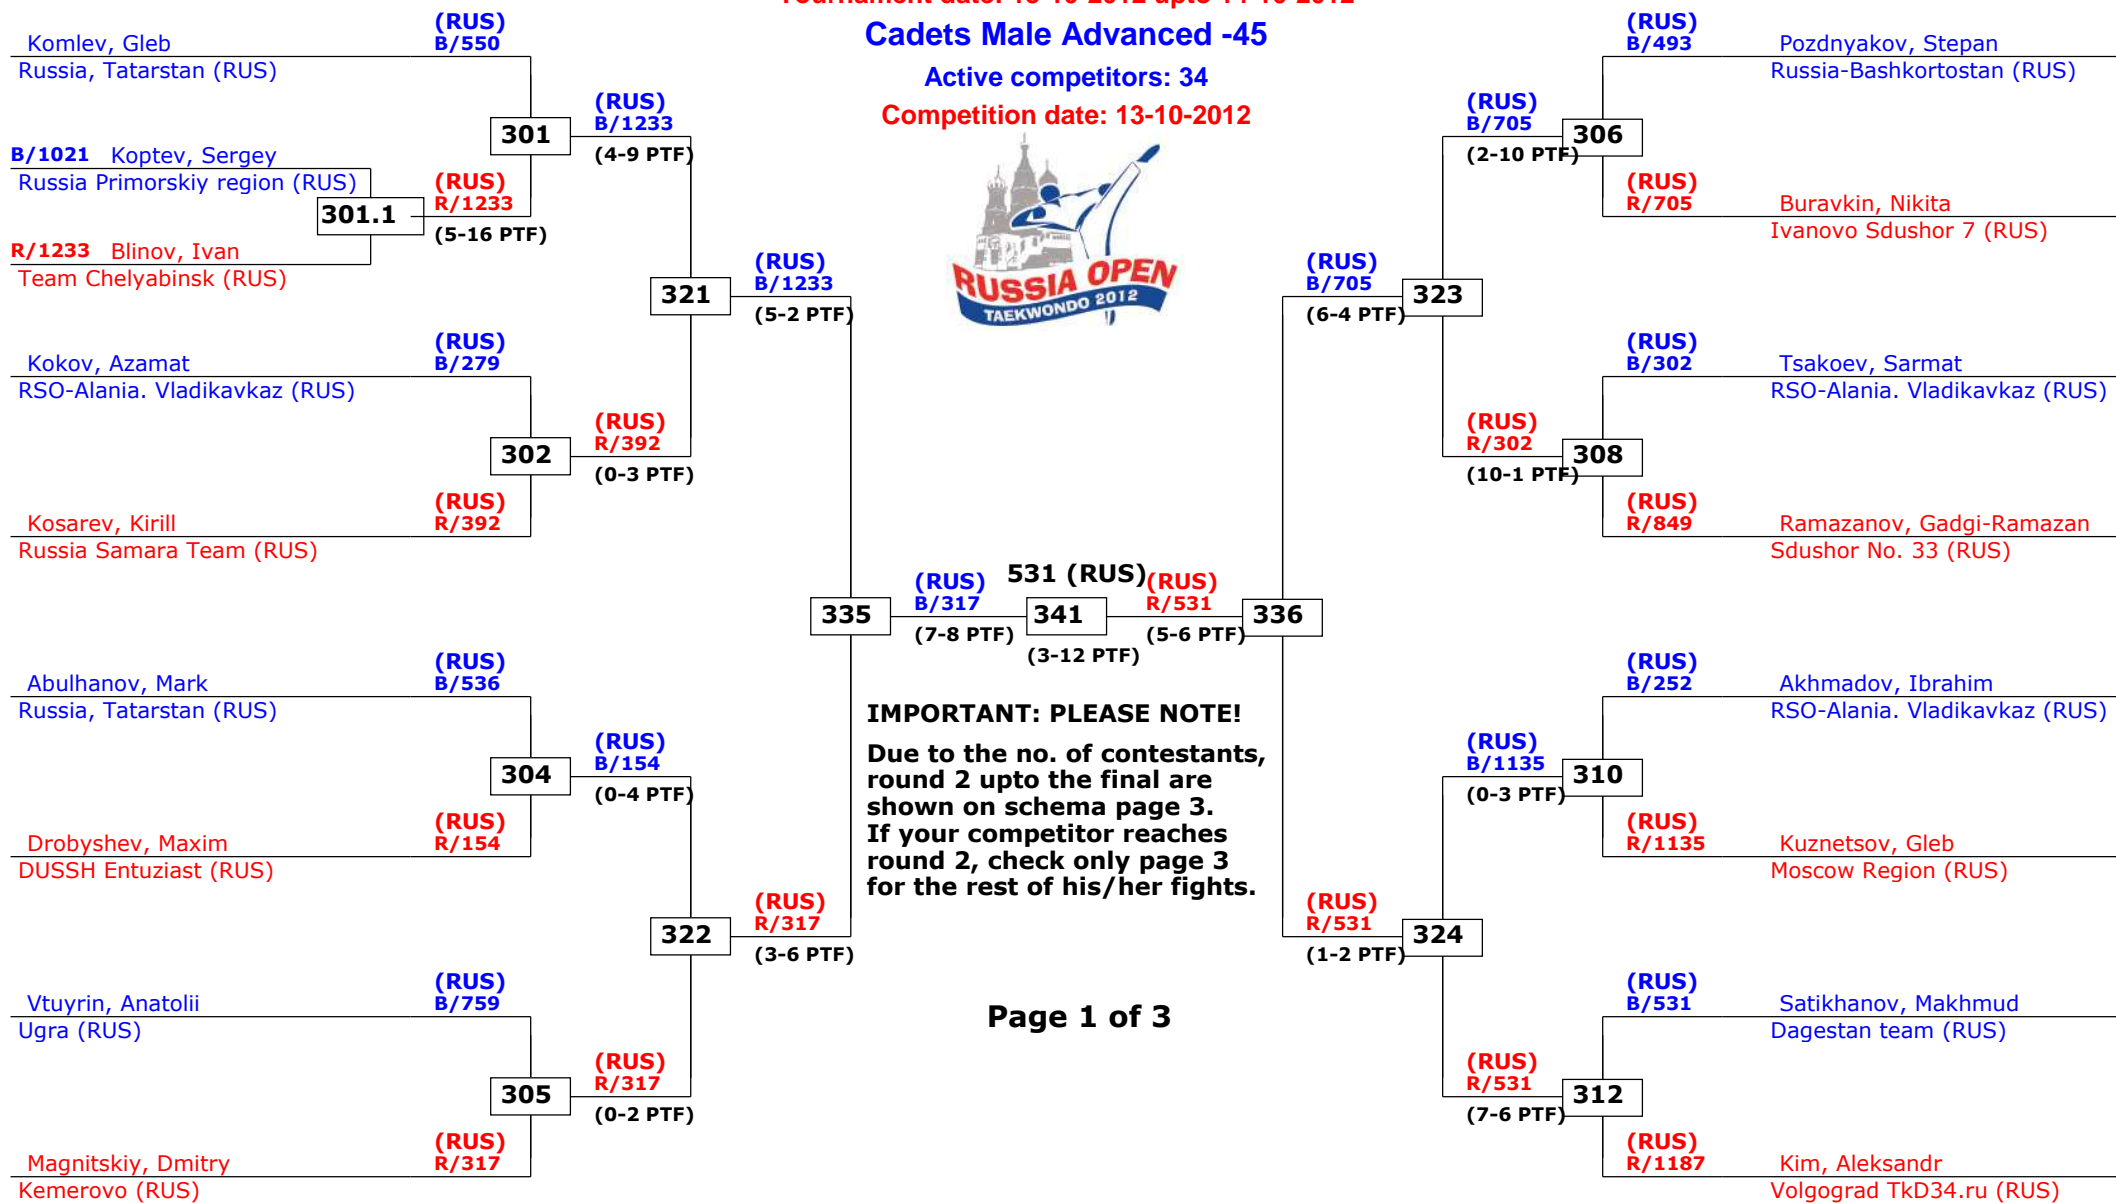 Tournament date: 13-10-2012 upto 14-10-2012
Cadets Male Advanced -45
Active competitors: 34
Competition date: 13-10-2012
RUSSIA OPEN
TAEKWONDO 2012
(RUS)
Komlev, Gleb B/550
Russia, Tatarstan (RUS)
301
(RUS)
B/1233
(4-9 PTF)
B/1021 Koptev, Sergey
Russia Primorskiy region (RUS)
301.1
(RUS)
R/1233
(5-16 PTF)
R/1233 Blinov, Ivan
Team Chelyabinsk (RUS)
321
(RUS)
B/1233
(5-2 PTF)
(RUS)
Kokov, Azamat B/279
RSO-Alania. Vladikavkaz (RUS)
302
(RUS)
R/392
(0-3 PTF)
(RUS)
Kosarev, Kirill R/392
Russia Samara Team (RUS)
335
(RUS)
B/317
(7-8 PTF)
531 (RUS)
341
(3-12 PTF)
(RUS)
R/531
(5-6 PTF)
336
(RUS)
Abulhanov, Mark B/536
Russia, Tatarstan (RUS)
304
(RUS)
B/154
(0-4 PTF)
(RUS)
Drobyshev, Maxim R/154
DUSSH Entuziast (RUS)
322
(RUS)
R/317
(3-6 PTF)
(RUS)
Vtuyrin, Anatolii B/759
Ugra (RUS)
305
(RUS)
R/317
(0-2 PTF)
(RUS)
Magnitskiy, Dmitry R/317
Kemerovo (RUS)
IMPORTANT: PLEASE NOTE!
Due to the no. of contestants,
round 2 upto the final are
shown on schema page 3.
If your competitor reaches
round 2, check only page 3
for the rest of his/her fights.
Page 1 of 3
(RUS)
B/493 Pozdnyakov, Stepan
Russia-Bashkortostan (RUS)
(RUS)
B/705
(2-10 PTF)
306
(RUS)
R/705 Buravkin, Nikita
Ivanovo Sdushor 7 (RUS)
(RUS)
B/705
(6-4 PTF)
323
(RUS)
B/302 Tsakoev, Sarmat
RSO-Alania. Vladikavkaz (RUS)
(RUS)
R/302
(10-1 PTF)
308
(RUS)
R/849 Ramazanov, Gadgi-Ramazan
Sdushor No. 33 (RUS)
(RUS)
B/252 Akhmadov, Ibrahim
RSO-Alania. Vladikavkaz (RUS)
(RUS)
B/1135
(0-3 PTF)
310
(RUS)
R/1135 Kuznetsov, Gleb
Moscow Region (RUS)
(RUS)
R/531
(1-2 PTF)
324
(RUS)
B/531 Satikhanov, Makhmud
Dagestan team (RUS)
(RUS)
R/531
(7-6 PTF)
312
(RUS)
R/1187 Kim, Aleksandr
Volgograd TkD34.ru (RUS)